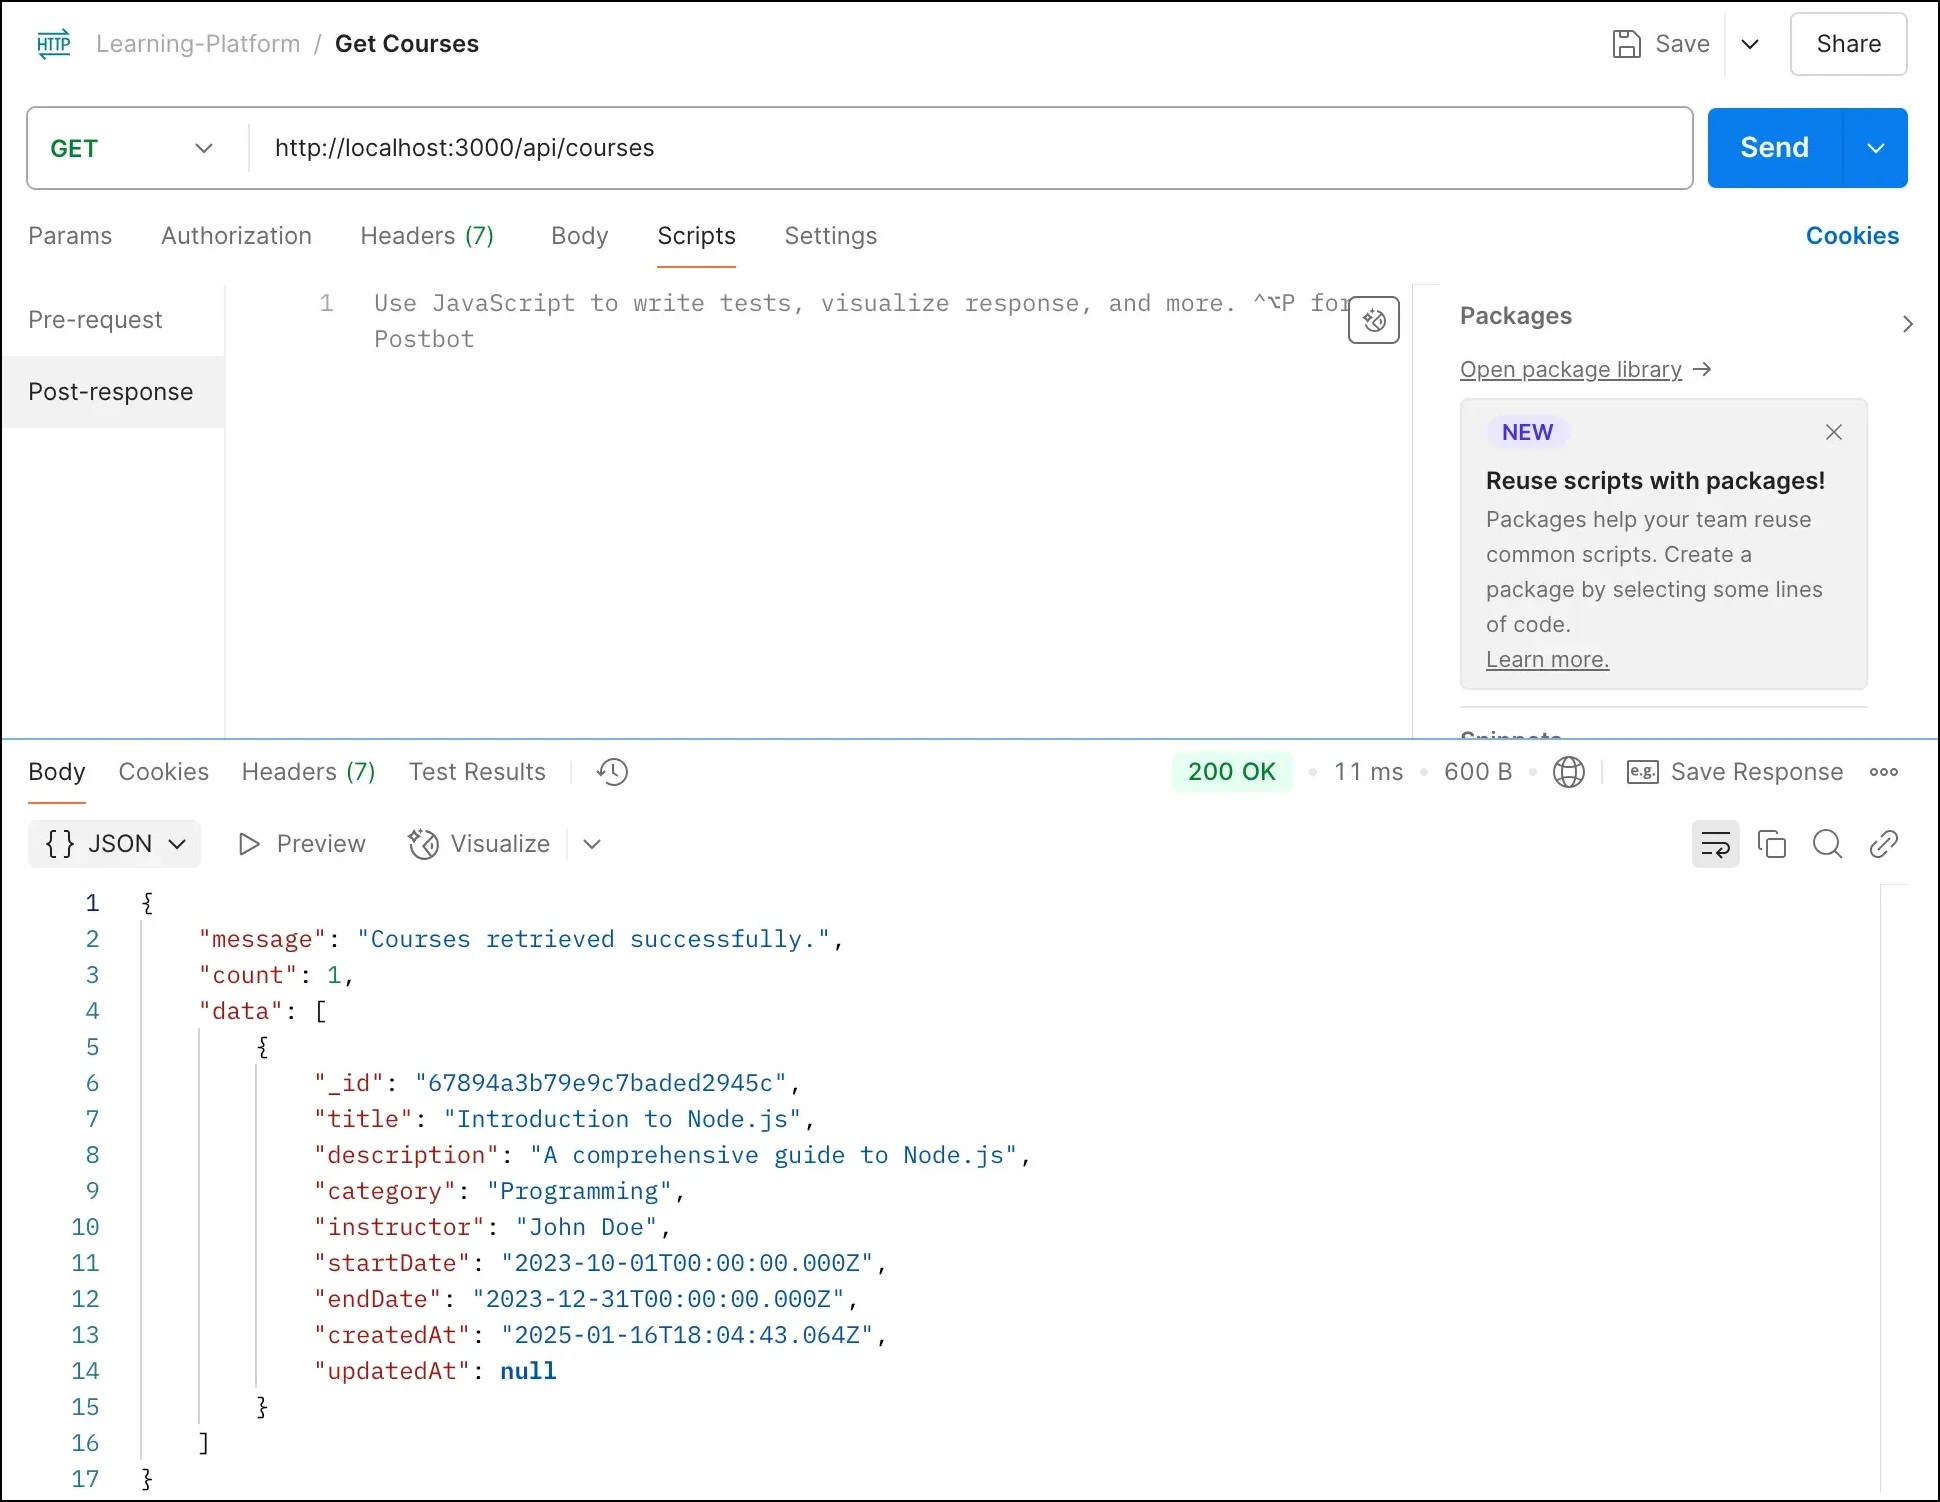 HTTP Learning-Platform / Get Courses Save Share
GET http://localhost:3000/api/courses Send
Params Authorization Headers (7) Body Scripts Settings Cookies
Pre-request
Post-response
1 Use JavaScript to write tests, visualize response, and more. ^⌥P for
Postbot
Packages
Open package library →
NEW
Reuse scripts with packages!
Packages help your team reuse
common scripts. Create a
package by selecting some lines
of code.
Learn more.
Snippets
Body Cookies Headers (7) Test Results 200 OK • 11 ms • 600 B • e.g. Save Response
{} JSON Preview Visualize
1 {
2 "message": "Courses retrieved successfully.",
3 "count": 1,
4 "data": [
5 {
6 "_id": "67894a3b79e9c7baded2945c",
7 "title": "Introduction to Node.js",
8 "description": "A comprehensive guide to Node.js",
9 "category": "Programming",
10 "instructor": "John Doe",
11 "startDate": "2023-10-01T00:00:00.000Z",
12 "endDate": "2023-12-31T00:00:00.000Z",
13 "createdAt": "2025-01-16T18:04:43.064Z",
14 "updatedAt": null
15 }
16 ]
17 }